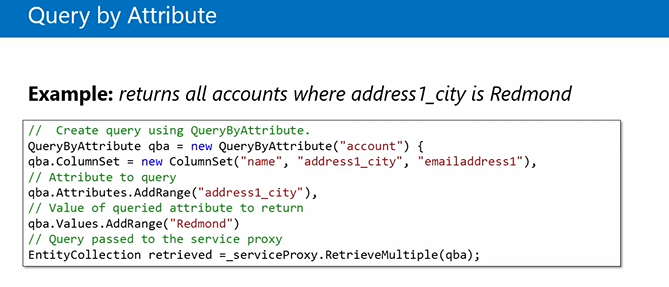 Query by Attribute
Example: returns all accounts where address1_city is Redmond
//  Create query using QueryByAttribute.
QueryByAttribute qba = new QueryByAttribute("account") {
qba.ColumnSet = new ColumnSet("name", "address1_city", "emailaddress1"),
// Attribute to query
qba.Attributes.AddRange("address1_city"),
// Value of queried attribute to return
qba.Values.AddRange("Redmond")
// Query passed to the service proxy
EntityCollection retrieved =_serviceProxy.RetrieveMultiple(qba);